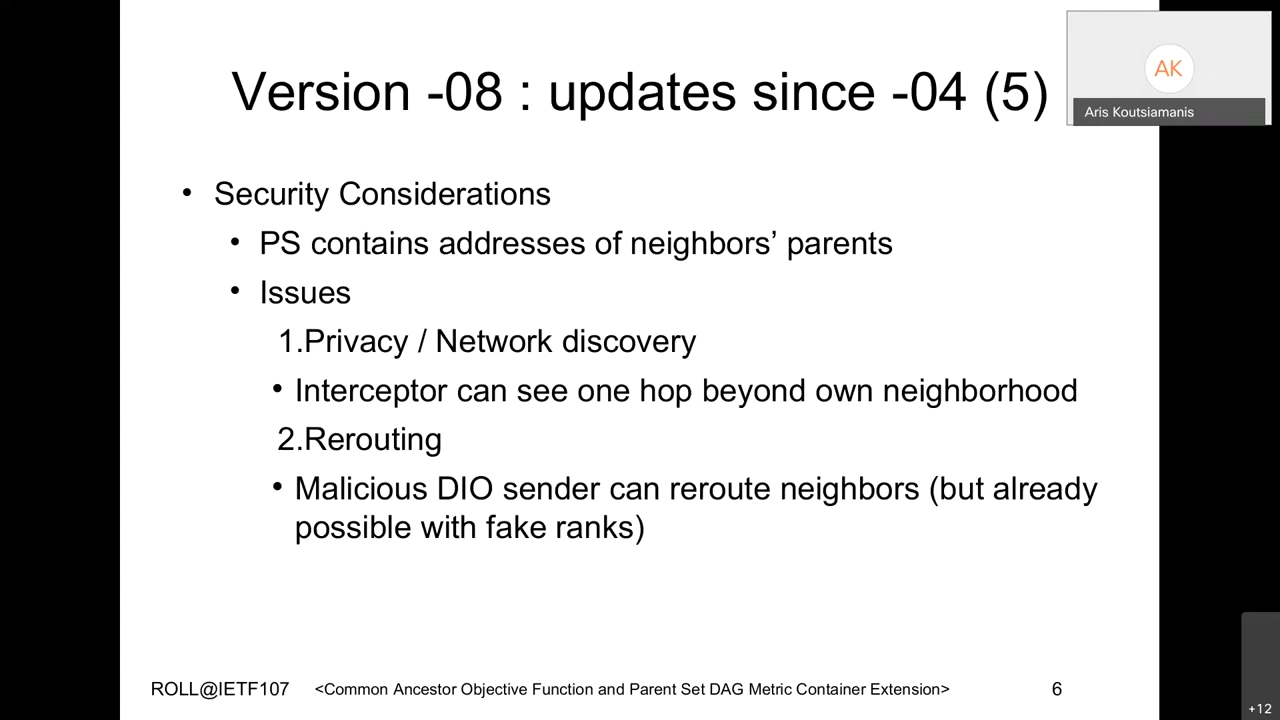 Version -08 : updates since -04 (5)
AK
Aris Koutsiamanis
• Security Considerations
• PS contains addresses of neighbors’ parents
• Issues
1.Privacy / Network discovery
• Interceptor can see one hop beyond own neighborhood
2.Rerouting
• Malicious DIO sender can reroute neighbors (but already
possible with fake ranks)
ROLL@IETF107 <Common Ancestor Objective Function and Parent Set DAG Metric Container Extension> 6
+12